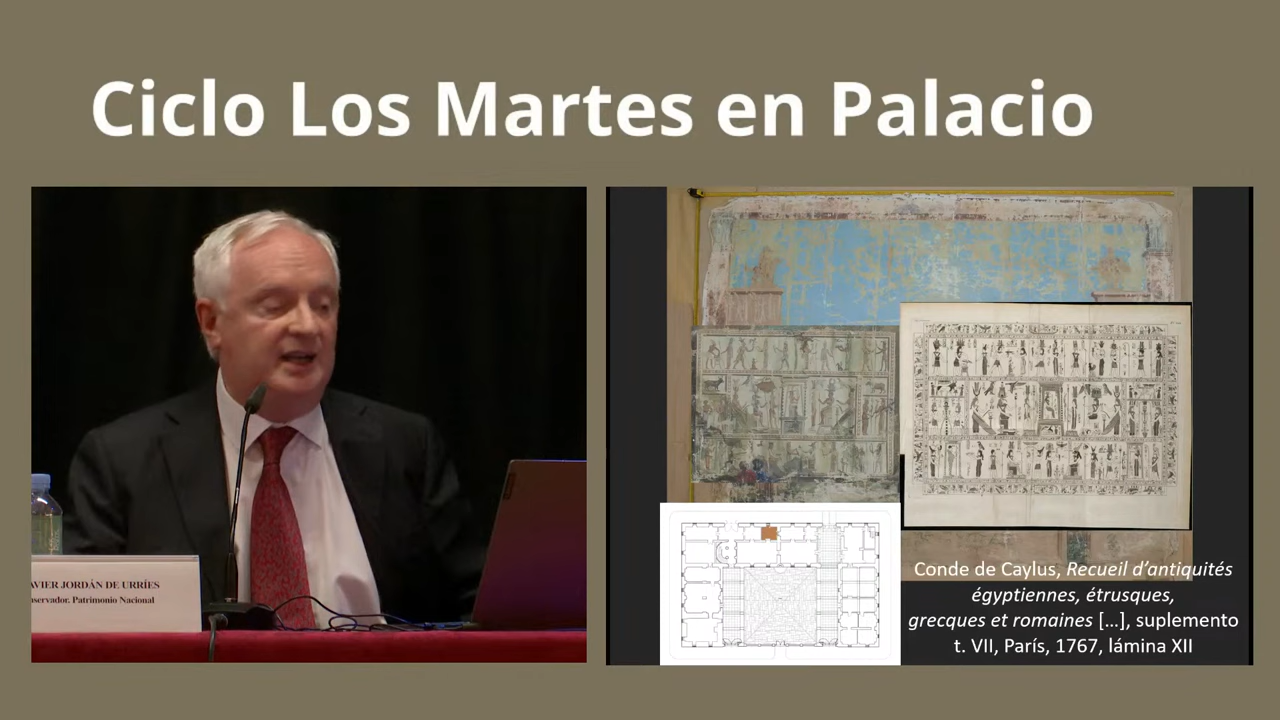 Ciclo Los Martes en Palacio
AVIER JORDÁN DE URRÍES
nservador. Patrimonio Nacional
Conde de Caylus, Recueil d'antiquités
égyptiennes, étrusques,
grecques et romaines [...], suplemento
t. VII, París, 1767, lámina XII